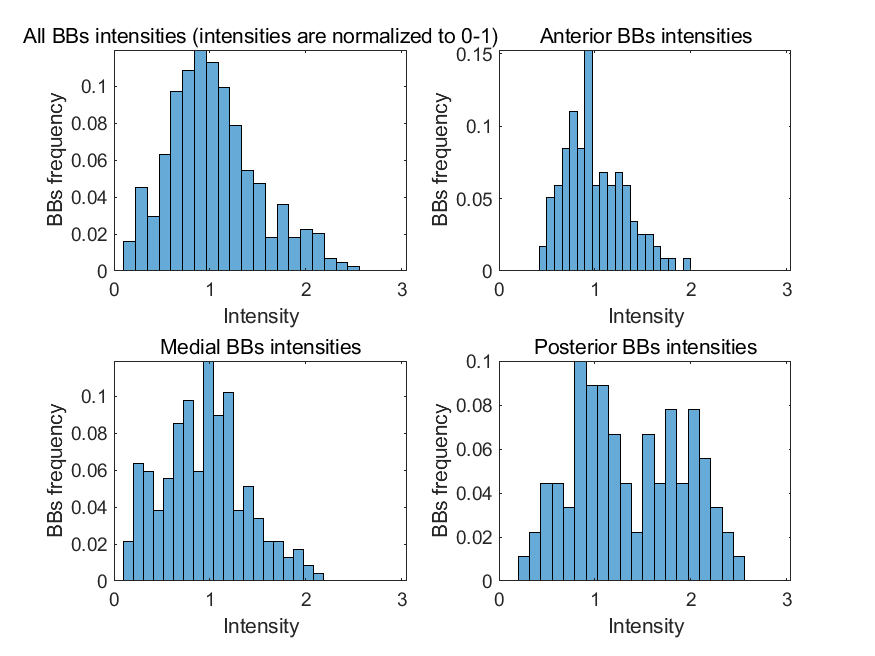 All BBs intensities (intensities are normalized to 0-1)
BBs frequency
0.1
0.08
0.06
0.04
0.02
0
0 1 2 3
Intensity
Anterior BBs intensities
BBs frequency
0.15
0.1
0.05
0
0 1 2 3
Intensity
Medial BBs intensities
BBs frequency
0.1
0.08
0.06
0.04
0.02
0
0 1 2 3
Intensity
Posterior BBs intensities
BBs frequency
0.1
0.08
0.06
0.04
0.02
0
0 1 2 3
Intensity